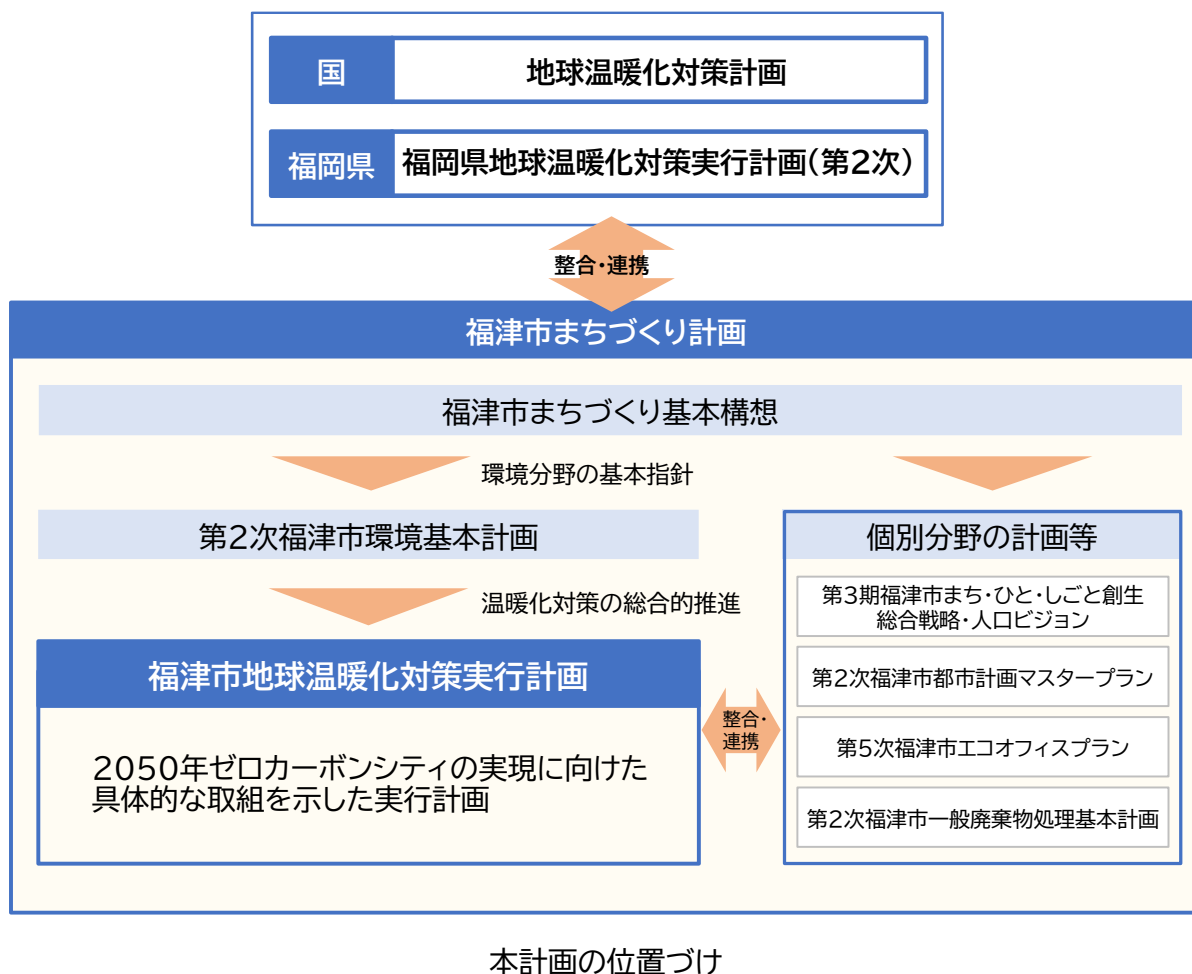 国
地球温暖化対策計画
福岡県
福岡県地球温暖化対策実行計画(第2次)
整合・連携
福津市まちづくり計画
福津市まちづくり基本構想
環境分野の基本指針
第2次福津市環境基本計画
温暖化対策の総合的推進
福津市地球温暖化対策実行計画
2050年ゼロカーボンシティの実現に向けた
具体的な取組を示した実行計画
整合・
連携
個別分野の計画等
第3期福津市まち・ひと・しごと創生
総合戦略・人口ビジョン
第2次福津市都市計画マスタープラン
第5次福津市エコオフィスプラン
第2次福津市一般廃棄物処理基本計画
本計画の位置づけ